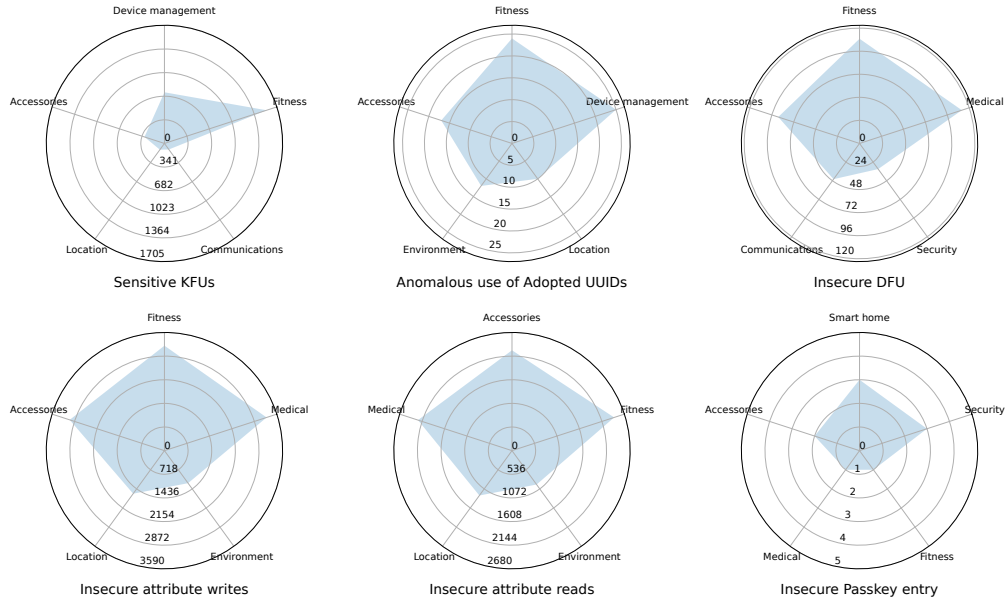 Device management
Fitness
Accessories
Location
Communications
0
341
682
1023
1364
1705
Sensitive KFUs
Fitness
Device management
Accessories
Environment
Location
0
5
10
15
20
25
Anomalous use of Adopted UUIDs
Fitness
Medical
Accessories
Communications
Security
0
24
48
72
96
120
Insecure DFU
Fitness
Medical
Accessories
Location
Environment
0
718
1436
2154
2872
3590
Insecure attribute writes
Accessories
Fitness
Medical
Location
Environment
0
536
1072
1608
2144
2680
Insecure attribute reads
Smart home
Security
Accessories
Medical
Fitness
0
1
2
3
4
5
Insecure Passkey entry